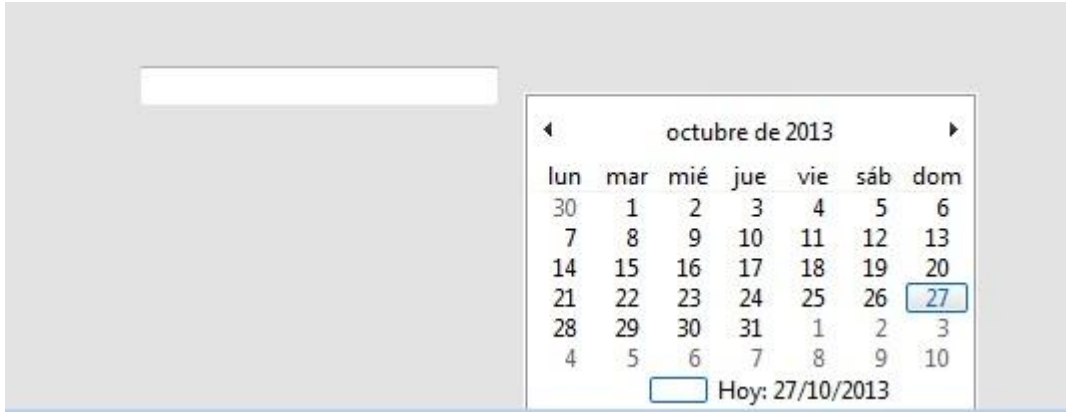 octubre de 2013
lun mar mié jue vie sáb dom
30 1 2 3 4 5 6
7 8 9 10 11 12 13
14 15 16 17 18 19 20
21 22 23 24 25 26 27
28 29 30 31 1 2 3
4 5 6 7 8 9 10
Hoy: 27/10/2013